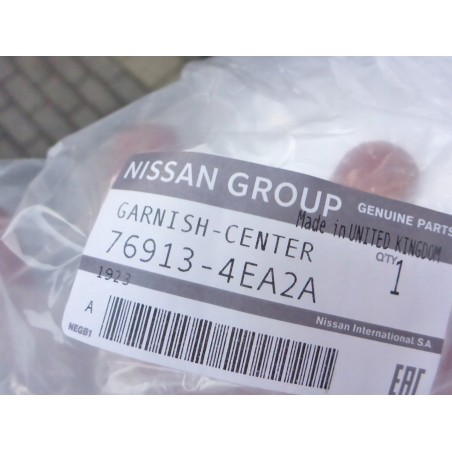 NISSAN GROUP GENUINE PARTS
GARNISH-CENTER Made in UNITED KINGDOM
76913-4EA2A QTY 1
1923
A
NEGB1
Nissan International SA
EAC